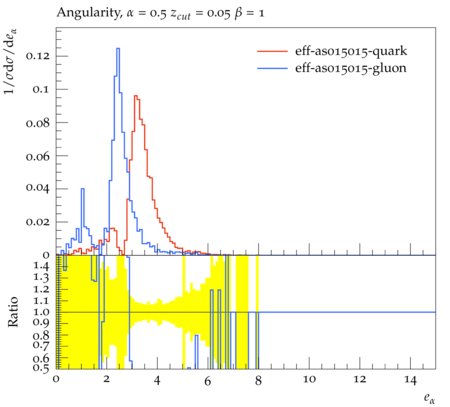 Angularity, α = 0.5 z_cut = 0.05 β = 1
1/σdσ/de_α
0.12
0.1
0.08
0.06
0.04
0.02
0
eff-as015015-quark
eff-as015015-gluon
Ratio
1.4
1.3
1.2
1.1
1.0
0.9
0.8
0.7
0.6
0.5
0 2 4 6 8 10 12 14
e_α